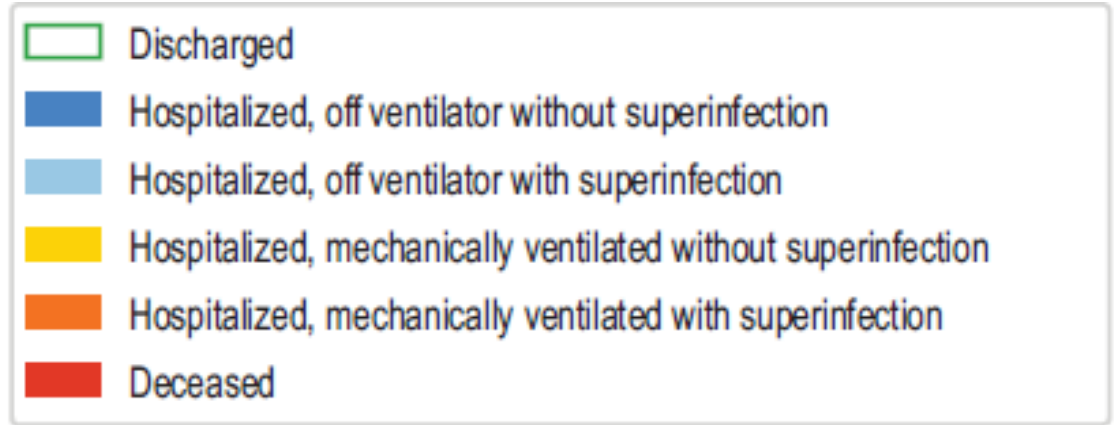 Discharged
Hospitalized, off ventilator without superinfection
Hospitalized, off ventilator with superinfection
Hospitalized, mechanically ventilated without superinfection
Hospitalized, mechanically ventilated with superinfection
Deceased